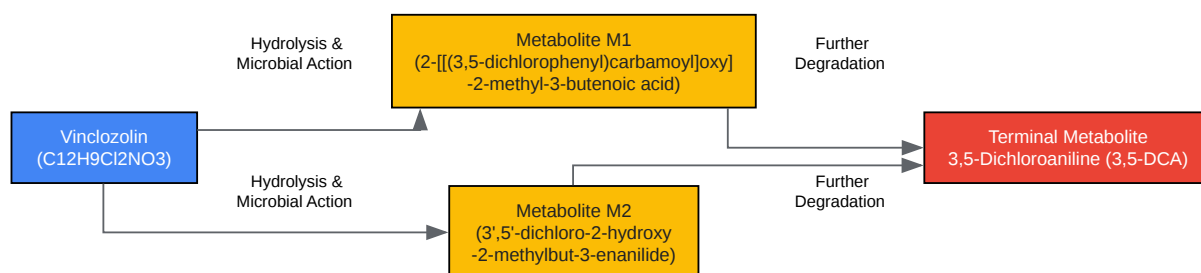 Hydrolysis &
Microbial Action
Metabolite M1
(2-[[(3,5-dichlorophenyl)carbamoyl]oxy]
-2-methyl-3-butenoic acid)
Further
Degradation
Vinclozolin
(C12H9Cl2NO3)
Terminal Metabolite
3,5-Dichloroaniline (3,5-DCA)
Hydrolysis &
Microbial Action
Metabolite M2
(3',5'-dichloro-2-hydroxy
-2-methylbut-3-enanilide)
Further
Degradation